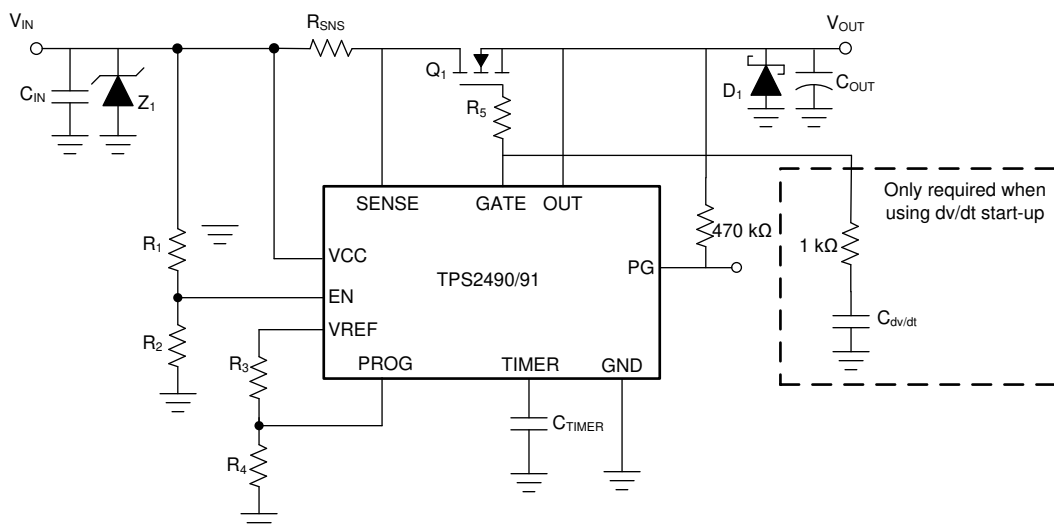 VIN
RSNS
VOUT
CIN
Z1
Q1
R5
D1
COUT
SENSE
GATE
OUT
Only required when
using dv/dt start-up
R1
470 kΩ
1 kΩ
VCC
PG
TPS2490/91
EN
VREF
R2
Cdv/dt
R3
PROG
TIMER
GND
CTIMER
R4